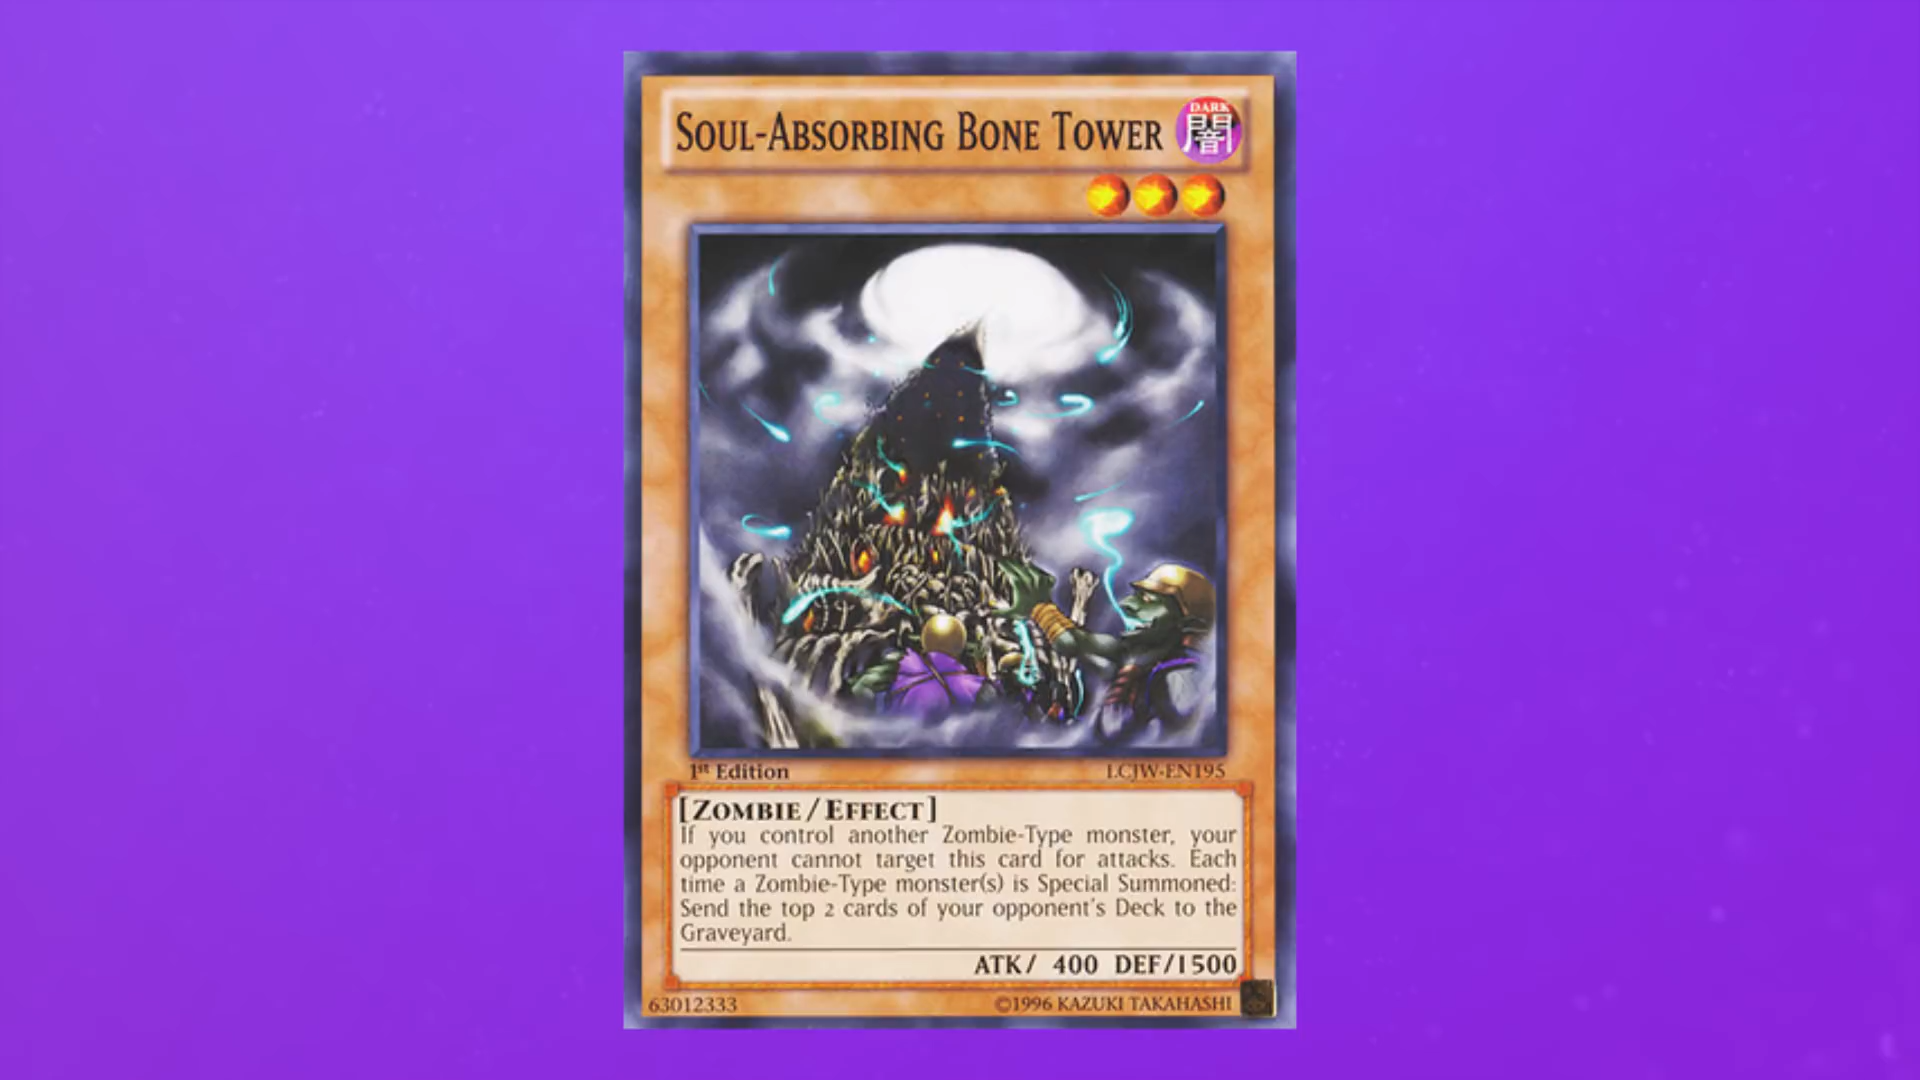 SOUL-ABSORBING BONE TOWER
DARK
闇
1st Edition
LCJW-EN195
[ZOMBIE/EFFECT]
If you control another Zombie-Type monster, your
opponent cannot target this card for attacks. Each
time a Zombie-Type monster(s) is Special Summoned:
Send the top 2 cards of your opponent's Deck to the
Graveyard.
ATK/ 400 DEF/1500
63012333
©1996 KAZUKI TAKAHASHI